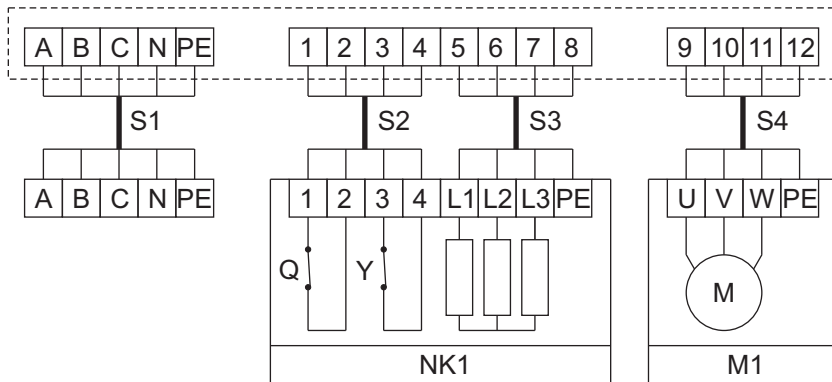 A B C N PE 1 2 3 4 5 6 7 8 9 10 11 12
S1 S2 S3 S4
A B C N PE 1 2 3 4 L1 L2 L3 PE U V W PE
Q Y M
NK1 M1